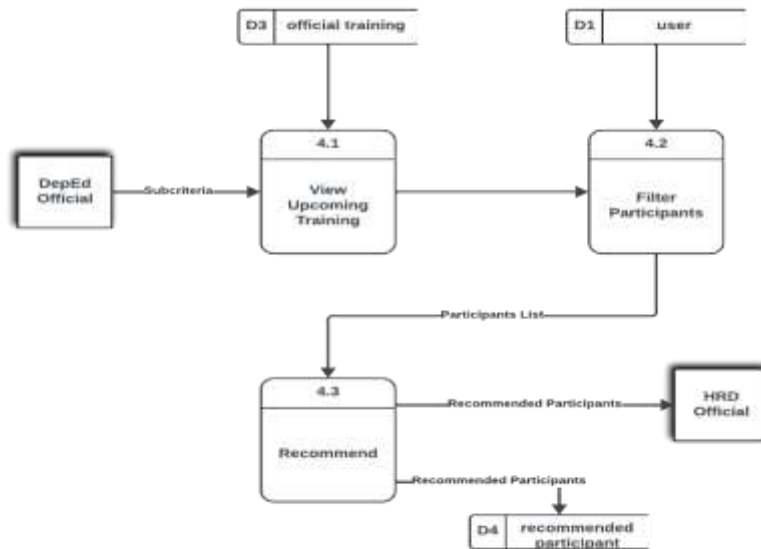 D3 official training
D1 user
4.1
4.2
DepEd
Official
Subcriteria
View
Upcoming
Training
Filter
Participants
Participants List
4.3
Recommended Participants
HRD
Official
Recommend
Recommended Participants
D4 recommended
participant